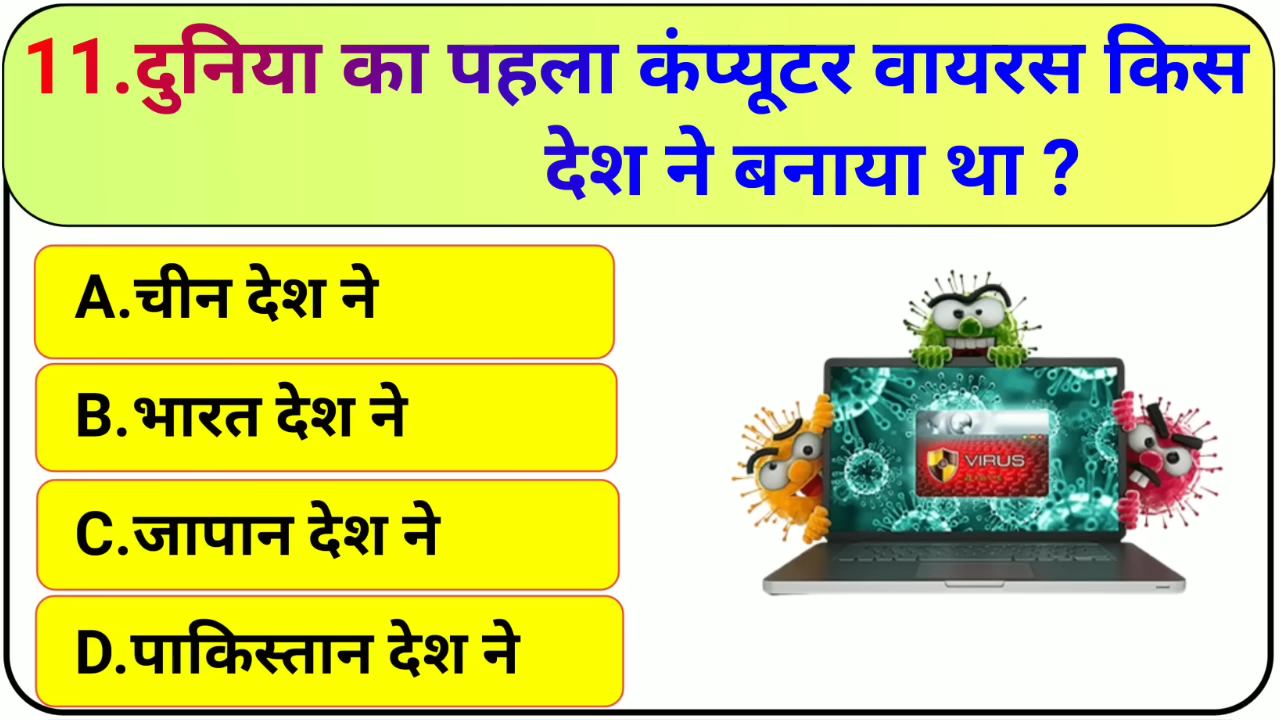 11.दुनिया का पहला कंप्यूटर वायरस किस
देश ने बनाया था ?
A.चीन देश ने
B.भारत देश ने
C.जापान देश ने
D.पाकिस्तान देश ने
VIRUS